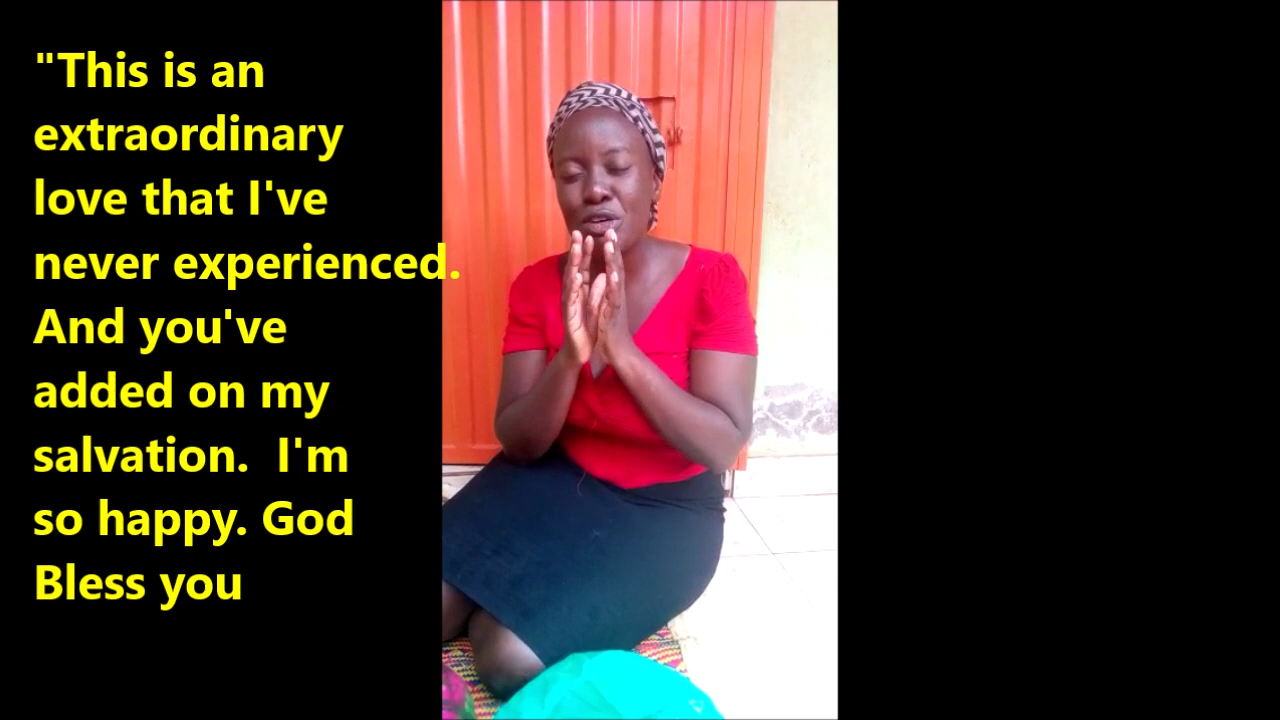 "This is an
extraordinary
love that I've
never experienced.
And you've
added on my
salvation.  I'm
so happy. God
Bless you